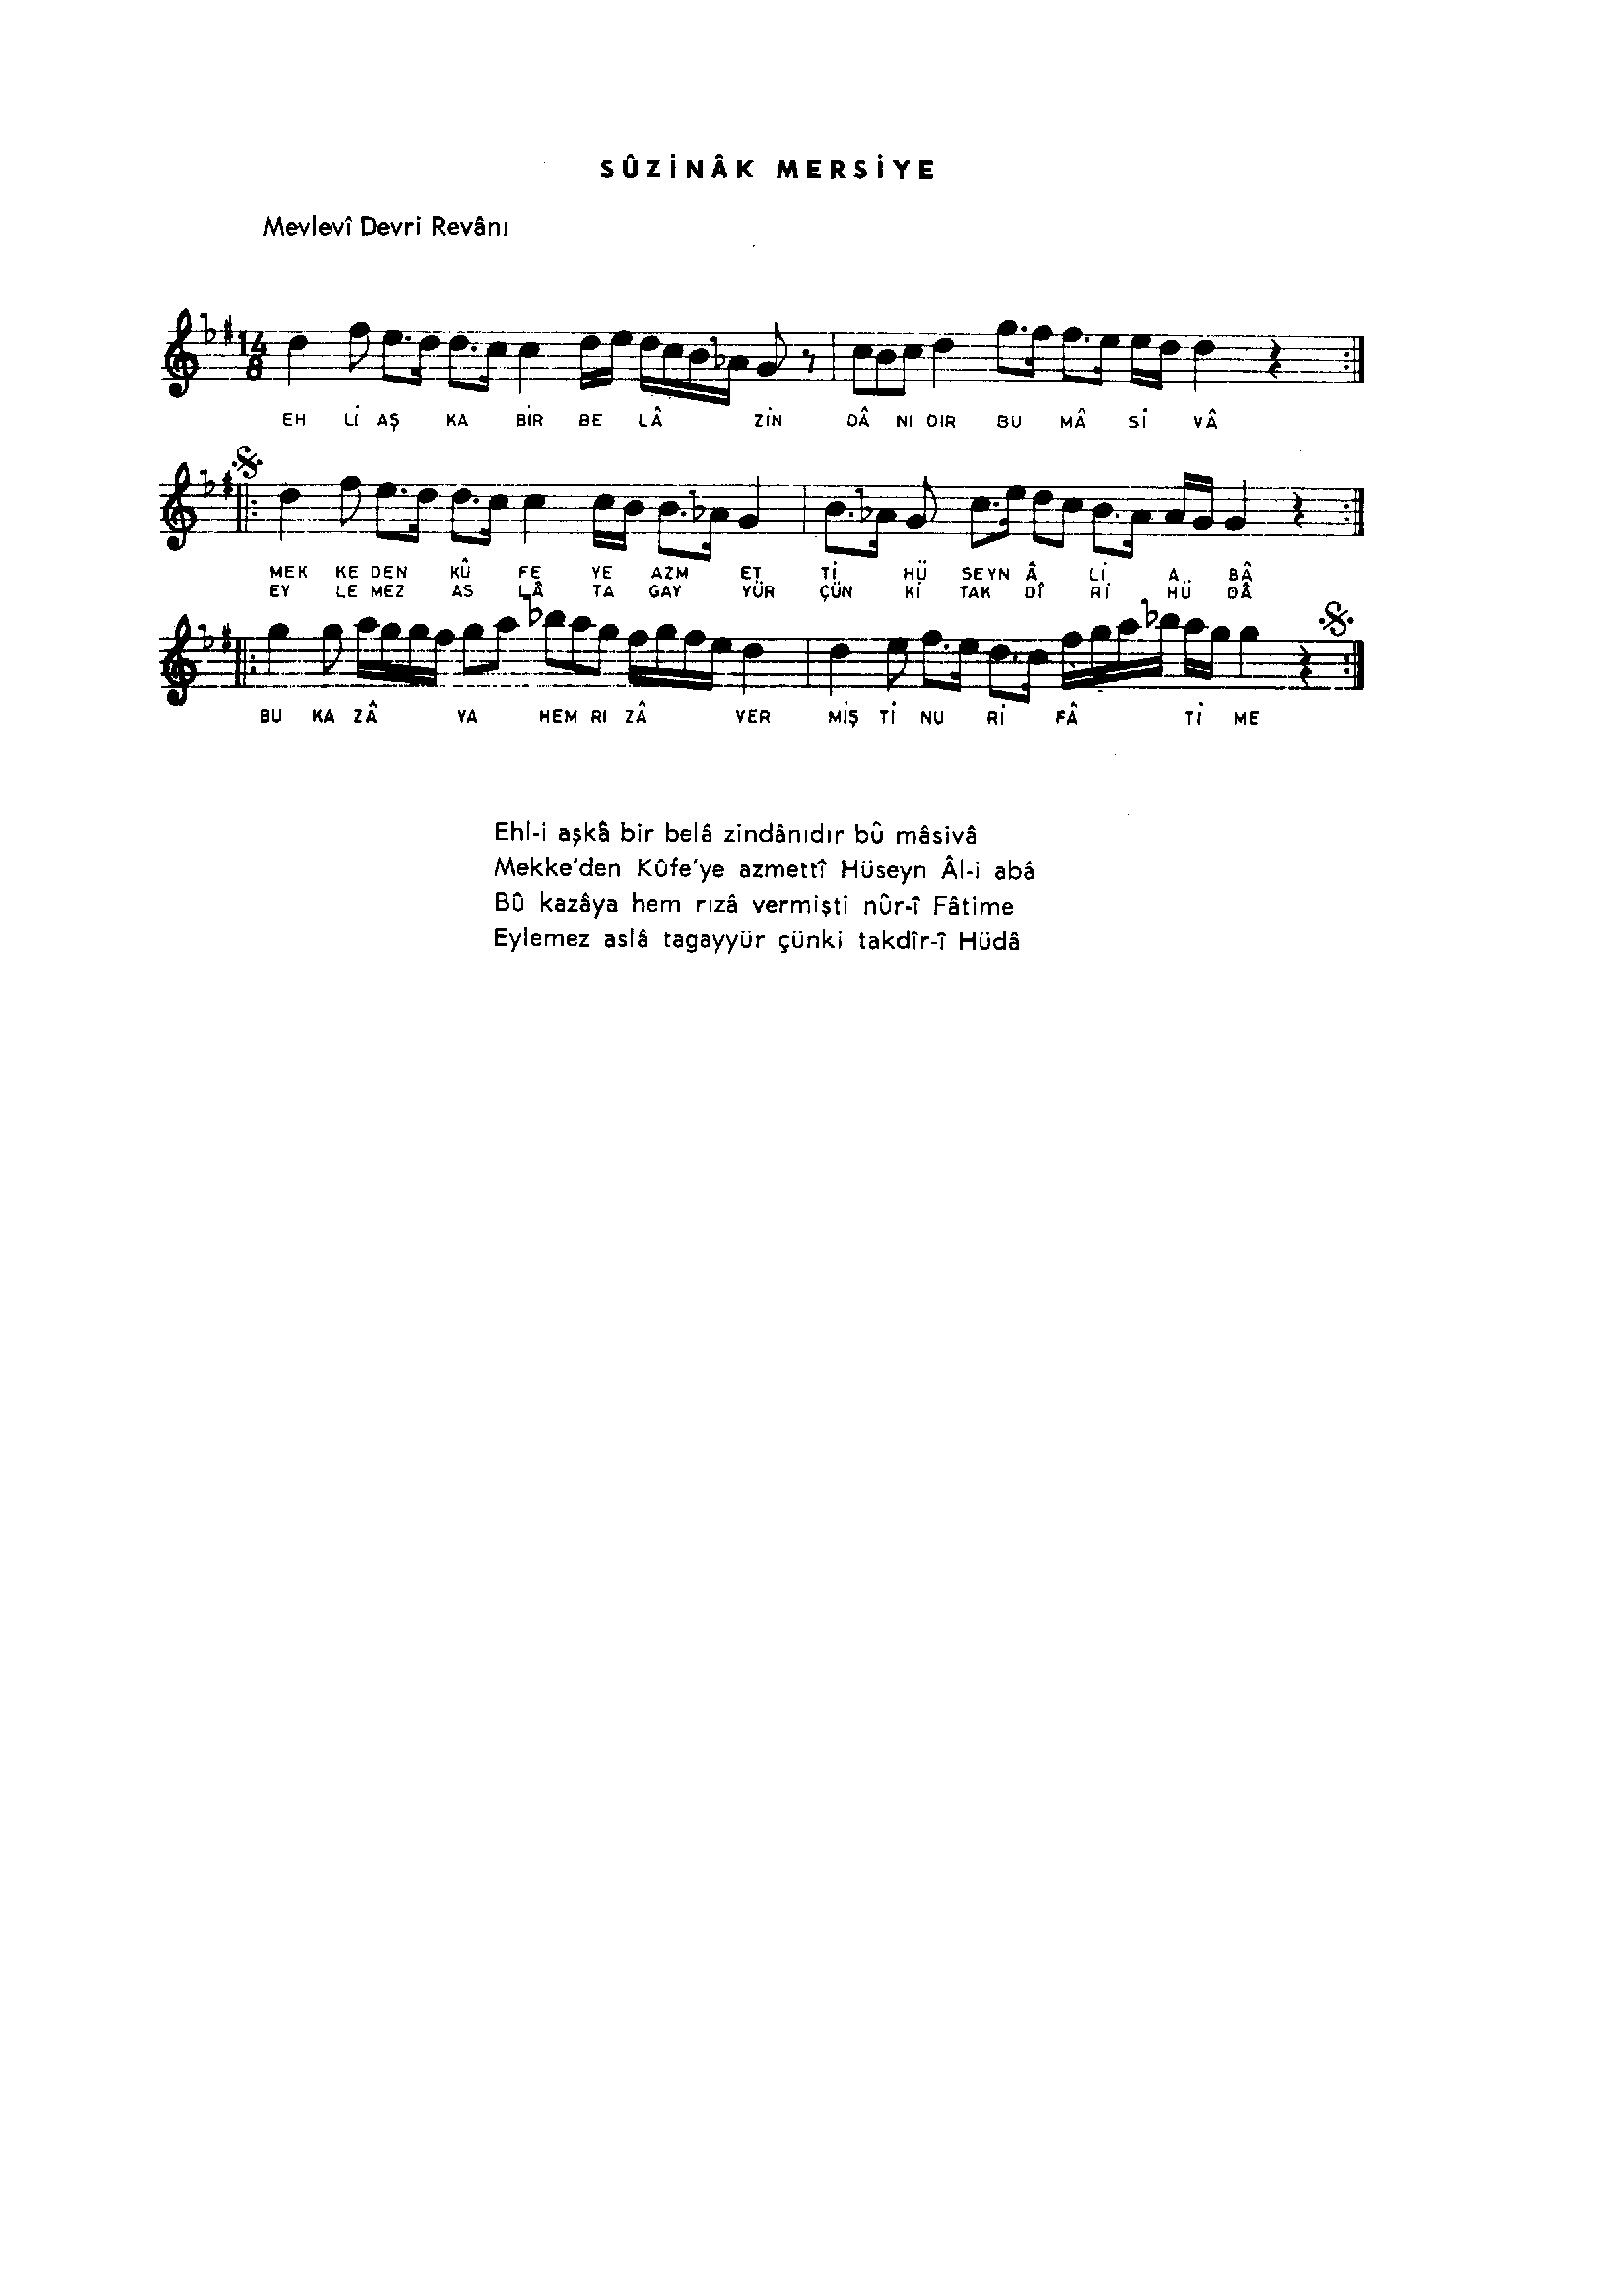 SÛZİNÂK MERSİYE
Mevlevî Devri Revânı
14
8
EH Lİ AŞ KA BİR BE LÂ ZİN DÂ NI DIR BU MÂ Sİ VÂ
MEK KE DEN KÛ FE YE AZM ET Tİ HÜ SEYN Â Lİ A BÂ
EY LE MEZ AS LÂ TA GAY YÜR ÇÜN Kİ TAK DÎ Rİ HÜ DÂ
BU KA ZÂ YA HEM RI ZÂ VER MİŞ Tİ NU Rİ FÂ Tİ ME
Ehl-i aşkâ bir belâ zindânıdır bû mâsivâ
Mekke'den Kûfe'ye azmettî Hüseyn Âl-i abâ
Bû kazâya hem rızâ vermişti nûr-î Fâtime
Eylemez aslâ tagayyür çünki takdîr-î Hüdâ